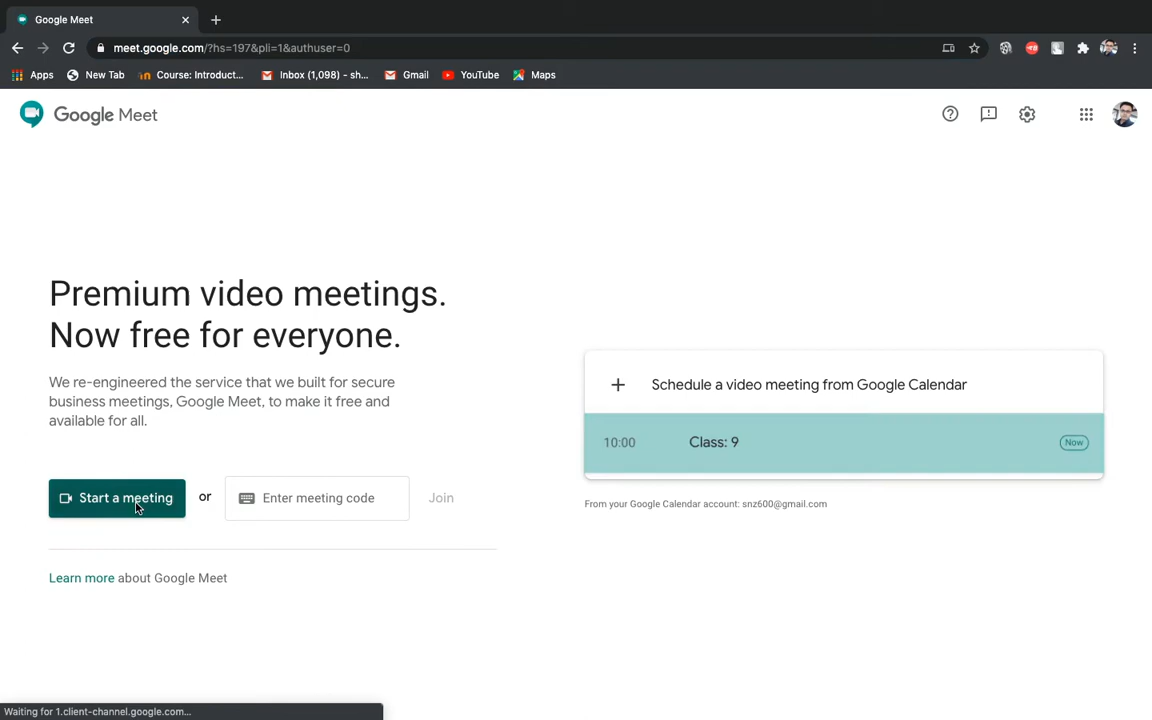 Google Meet
meet.google.com/?hs=197&pli=1&authuser=0
Apps New Tab Course: Introduct... Inbox (1,098) - sh... Gmail YouTube Maps
Google Meet
Premium video meetings.
Now free for everyone.
We re-engineered the service that we built for secure
business meetings, Google Meet, to make it free and
available for all.
Start a meeting or Enter meeting code Join
Learn more about Google Meet
Schedule a video meeting from Google Calendar
10:00 Class: 9 Now
From your Google Calendar account: snz600@gmail.com
Waiting for 1.client-channel.google.com...